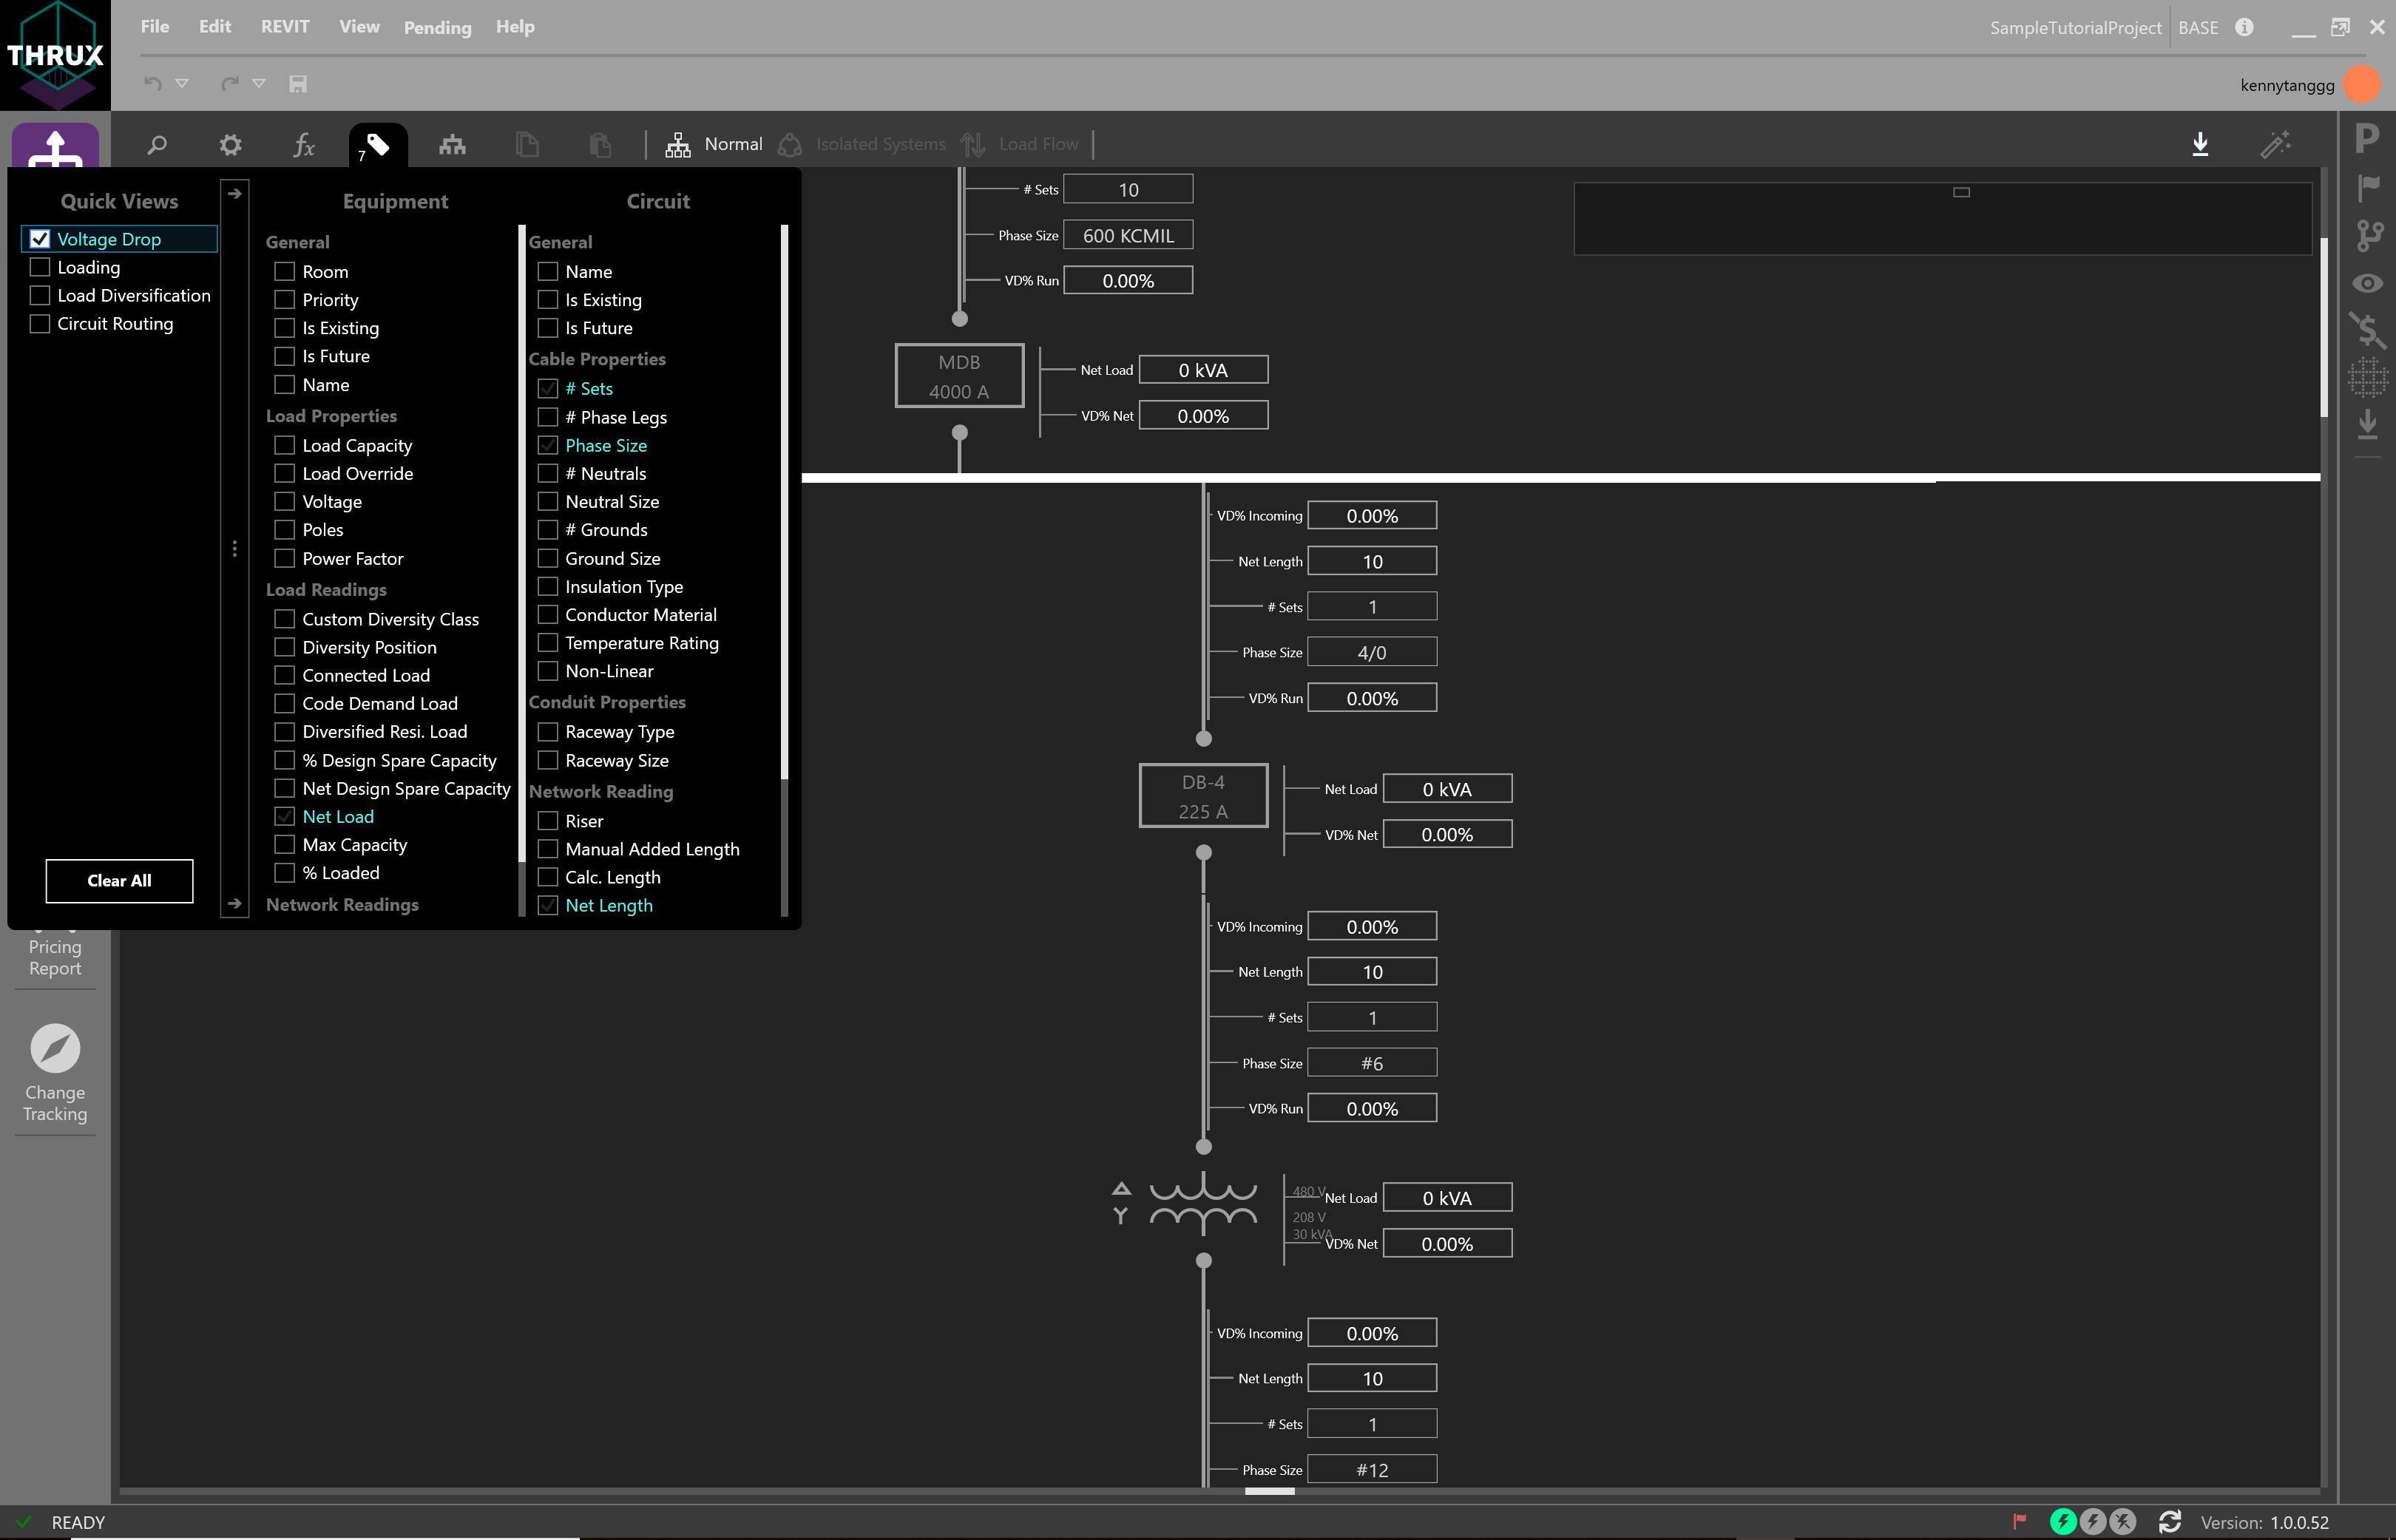 THRUX
File Edit REVIT View Pending Help
SampleTutorialProject BASE
kennytanggg
7
Normal Isolated Systems Load Flow
P
Quick Views
Voltage Drop
Loading
Load Diversification
Circuit Routing
Clear All
Equipment
General
Room
Priority
Is Existing
Is Future
Name
Load Properties
Load Capacity
Load Override
Voltage
Poles
Power Factor
Load Readings
Custom Diversity Class
Diversity Position
Connected Load
Code Demand Load
Diversified Resi. Load
% Design Spare Capacity
Net Design Spare Capacity
Net Load
Max Capacity
% Loaded
Network Readings
Circuit
General
Name
Is Existing
Is Future
Cable Properties
# Sets
# Phase Legs
Phase Size
# Neutrals
Neutral Size
# Grounds
Ground Size
Insulation Type
Conductor Material
Temperature Rating
Non-Linear
Conduit Properties
Raceway Type
Raceway Size
Network Reading
Riser
Manual Added Length
Calc. Length
Net Length
Pricing
Report
Change
Tracking
# Sets 10
Phase Size 600 KCMIL
VD% Run 0.00%
MDB
4000 A
Net Load 0 kVA
VD% Net 0.00%
VD% Incoming 0.00%
Net Length 10
# Sets 1
Phase Size 4/0
VD% Run 0.00%
DB-4
225 A
Net Load 0 kVA
VD% Net 0.00%
VD% Incoming 0.00%
Net Length 10
# Sets 1
Phase Size #6
VD% Run 0.00%
480 V
208 V
30 kVA
Net Load 0 kVA
VD% Net 0.00%
VD% Incoming 0.00%
Net Length 10
# Sets 1
Phase Size #12
READY
Version: 1.0.0.52